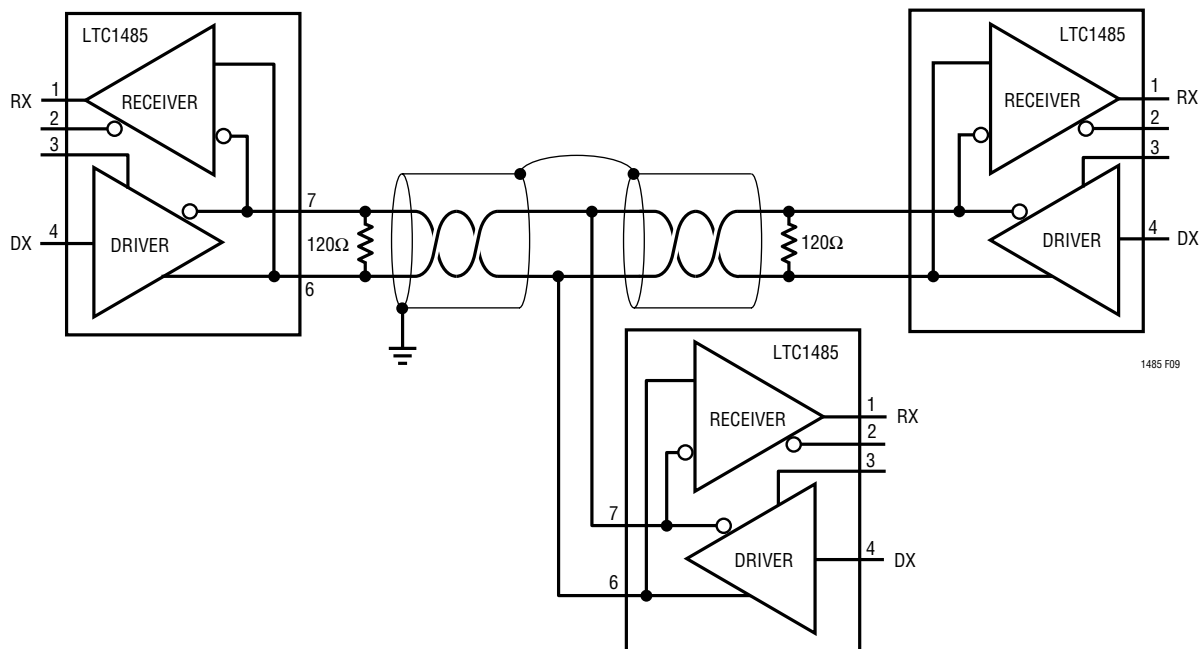 LTC1485
RX
1
RECEIVER
2
3
DX
4
DRIVER
7
6
120Ω
120Ω
LTC1485
RECEIVER
1
RX
2
3
DRIVER
4
DX
1485 F09
LTC1485
RECEIVER
1
RX
2
3
7
DRIVER
4
DX
6